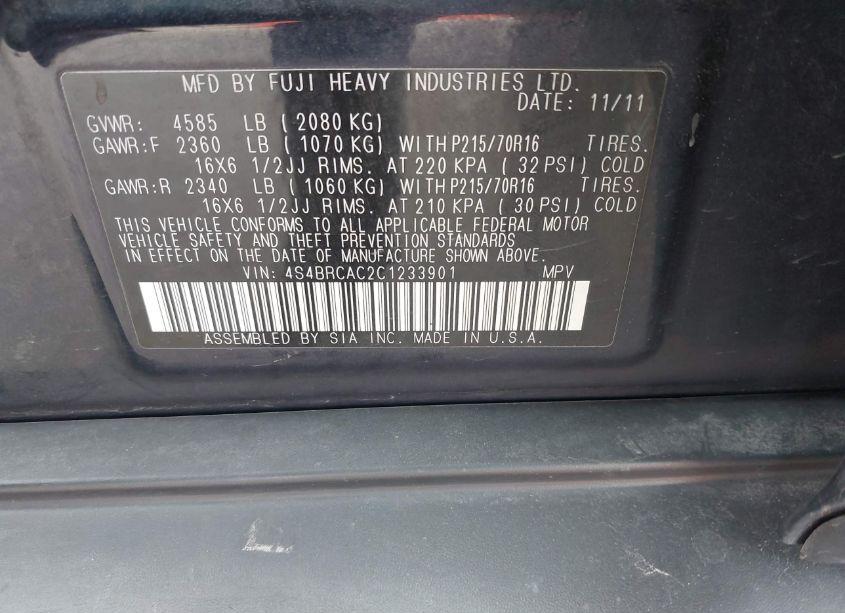 MFD BY FUJI HEAVY INDUSTRIES LTD.
DATE: 11/11
GVWR: 4585 LB ( 2080 KG)
GAWR:F 2360 LB ( 1070 KG) WITH P215/70R16 TIRES.
16X6 1/2JJ RIMS. AT 220 KPA ( 32 PSI) COLD
GAWR:R 2340 LB ( 1060 KG) WITH P215/70R16 TIRES.
16X6 1/2JJ RIMS. AT 210 KPA ( 30 PSI) COLD
THIS VEHICLE CONFORMS TO ALL APPLICABLE FEDERAL MOTOR
VEHICLE SAFETY AND THEFT PREVENTION STANDARDS
IN EFFECT ON THE DATE OF MANUFACTURE SHOWN ABOVE.
VIN: 4S4BRCAC2C1233901 MPV
ASSEMBLED BY SIA INC. MADE IN U.S.A.